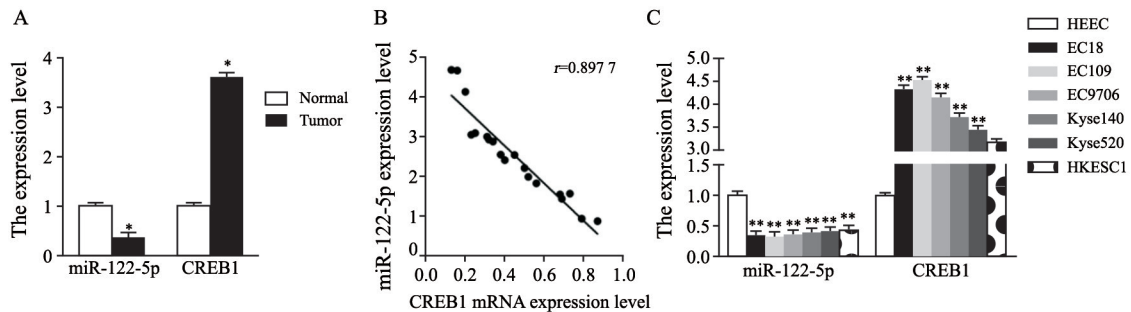 A
The expression level
4
3
2
1
0
*
*
miR-122-5p
CREB1
Normal
Tumor
B
miR-122-5p expression level
5
4
3
2
1
0
r=0.897 7
0.0
0.2
0.4
0.6
0.8
1.0
CREB1 mRNA expression level
C
The expression level
5.0
4.5
4.0
3.5
3.0
1.5
1.0
0.5
0.0
** ** ** ** ** **
** ** ** ** **
miR-122-5p
CREB1
HEEC
EC18
EC109
EC9706
Kyse140
Kyse520
HKESC1